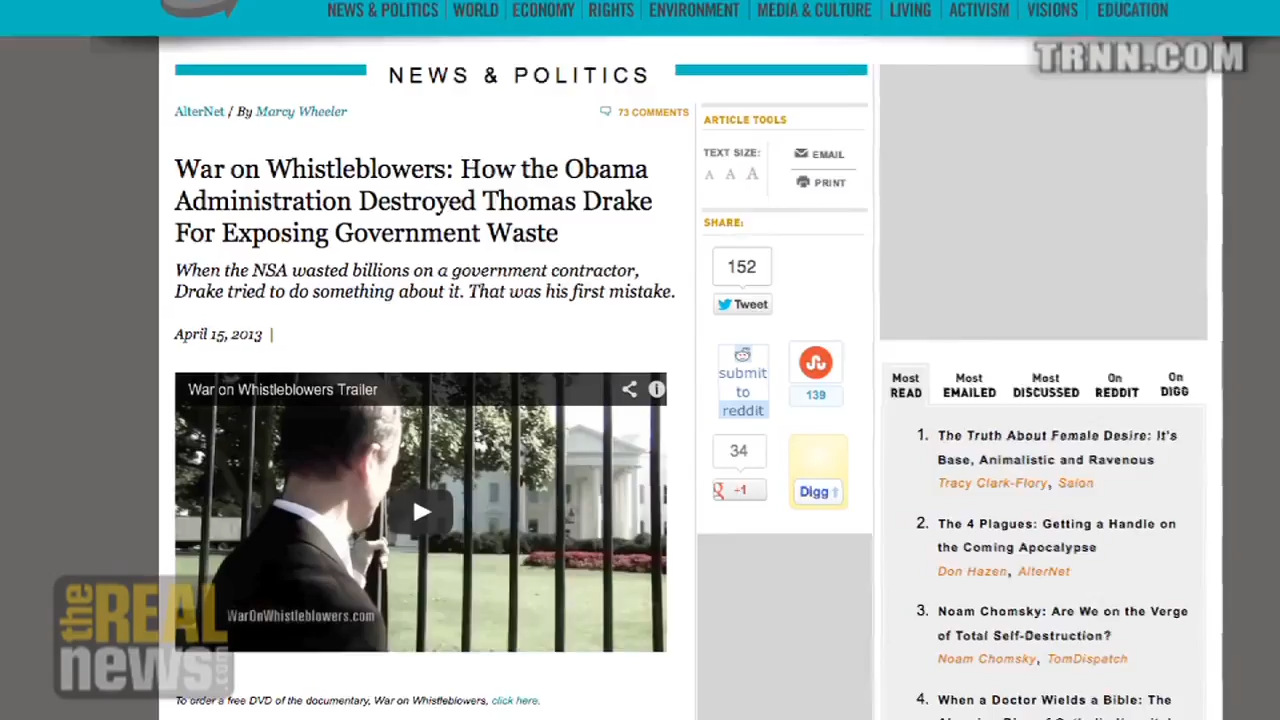 NEWS & POLITICS WORLD ECONOMY RIGHTS ENVIRONMENT MEDIA & CULTURE LIVING ACTIVISM VISIONS EDUCATION
TRNN.COM
NEWS & POLITICS
AlterNet / By Marcy Wheeler
73 COMMENTS
War on Whistleblowers: How the Obama
Administration Destroyed Thomas Drake
For Exposing Government Waste
When the NSA wasted billions on a government contractor,
Drake tried to do something about it. That was his first mistake.
April 15, 2013 |
War on Whistleblowers Trailer
WarOnWhistleblowers.com
To order a free DVD of the documentary, War on Whistleblowers, click here.
ARTICLE TOOLS
TEXT SIZE:
A A A
EMAIL
PRINT
SHARE:
152
Tweet
submit
to
reddit
139
34
g +1
Digg
Most
READ
Most
EMAILED
Most
DISCUSSED
On
REDDIT
On
DIGG
1. The Truth About Female Desire: It's
Base, Animalistic and Ravenous
Tracy Clark-Flory, Salon
2. The 4 Plagues: Getting a Handle on
the Coming Apocalypse
Don Hazen, AlterNet
3. Noam Chomsky: Are We on the Verge
of Total Self-Destruction?
Noam Chomsky, TomDispatch
4. When a Doctor Wields a Bible: The
the REAL
news.com